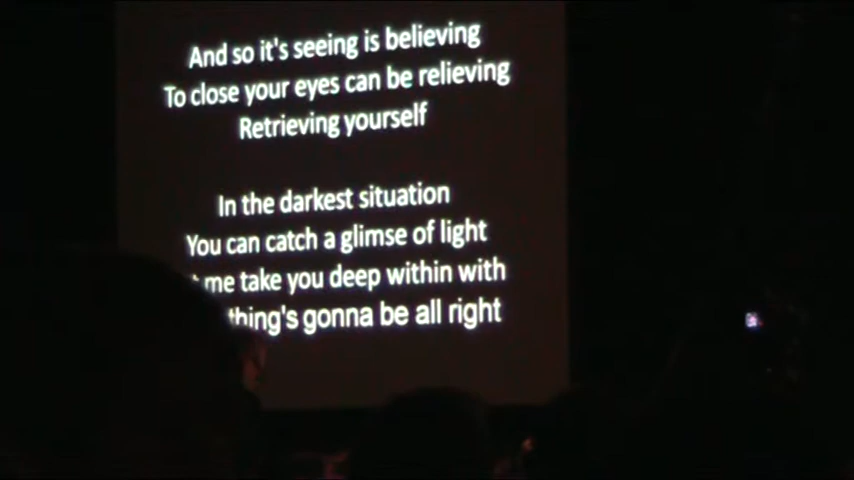 And so it's seeing is believing
To close your eyes can be relieving
Retrieving yourself
In the darkest situation
You can catch a glimse of light
me take you deep within with
thing's gonna be all right